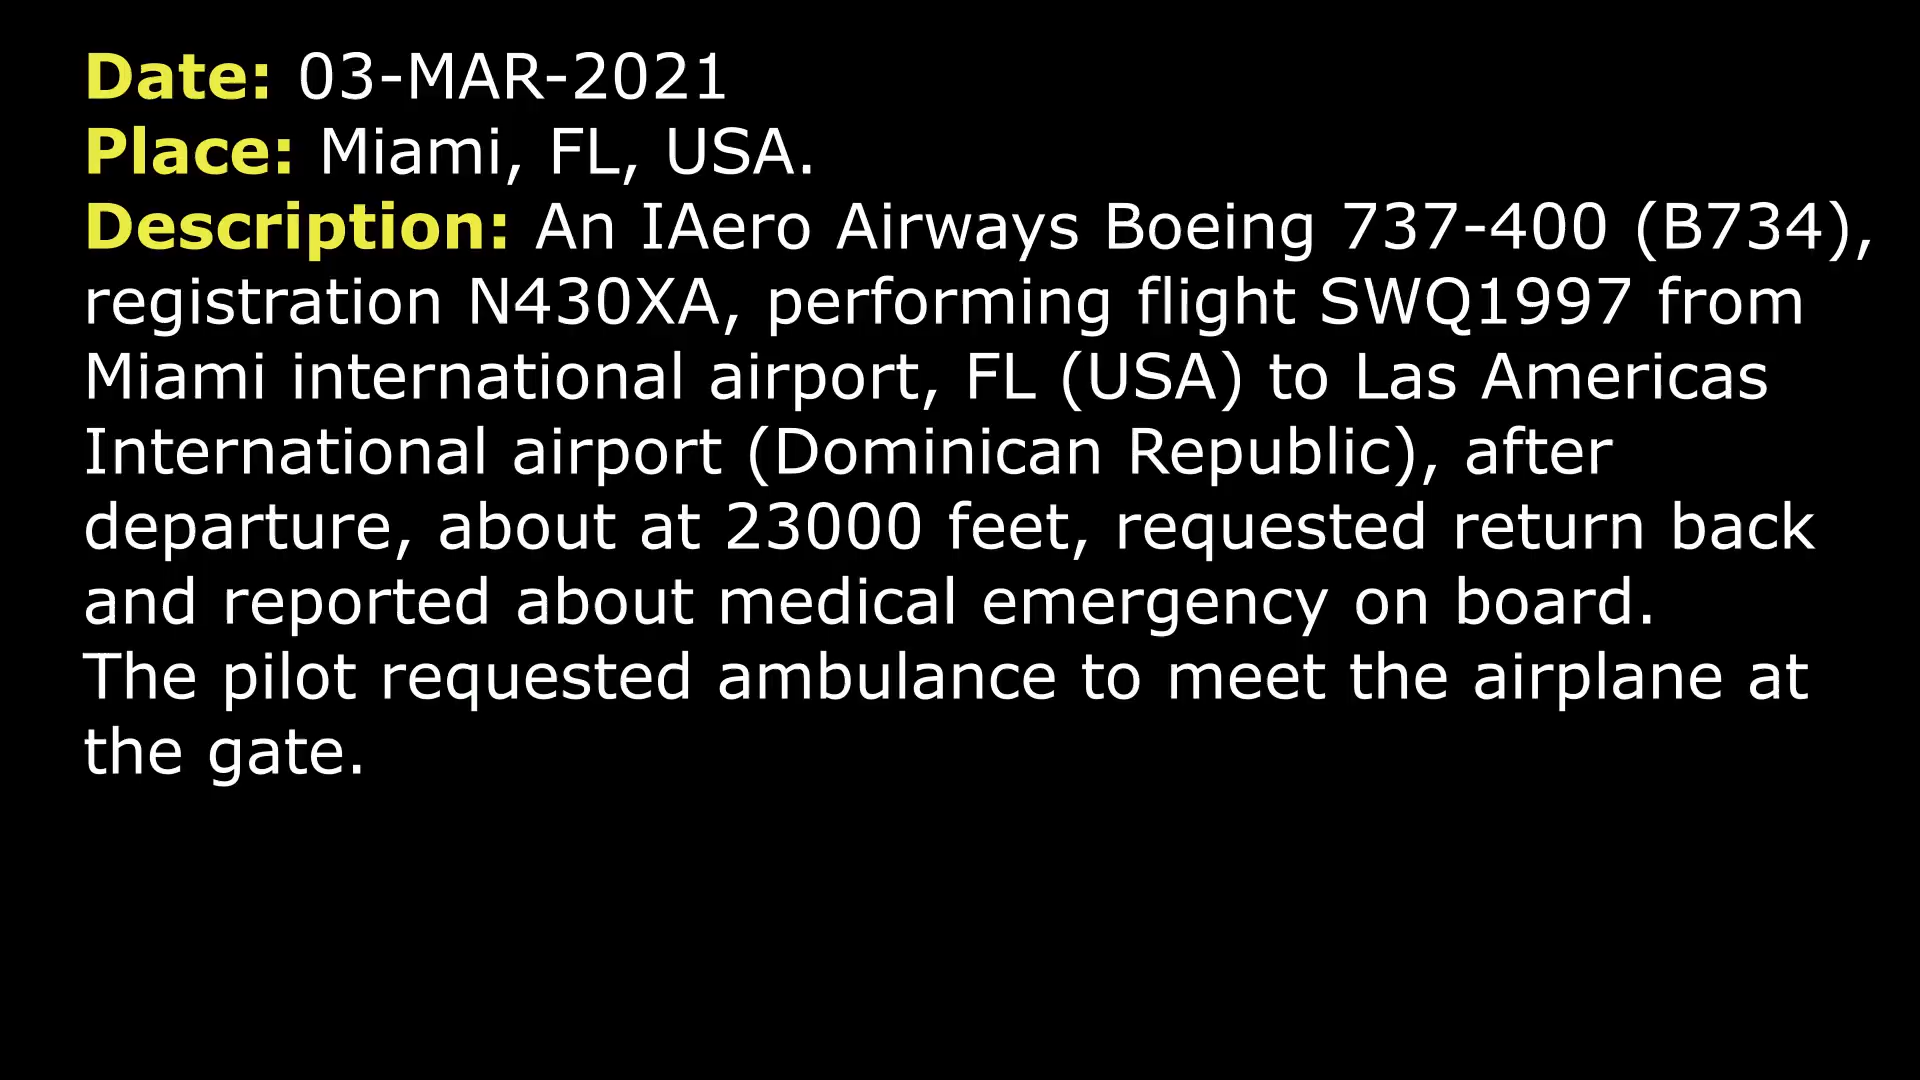 Date: 03-MAR-2021
Place: Miami, FL, USA.
Description: An IAero Airways Boeing 737-400 (B734),
registration N430XA, performing flight SWQ1997 from
Miami international airport, FL (USA) to Las Americas
International airport (Dominican Republic), after
departure, about at 23000 feet, requested return back
and reported about medical emergency on board.
The pilot requested ambulance to meet the airplane at
the gate.